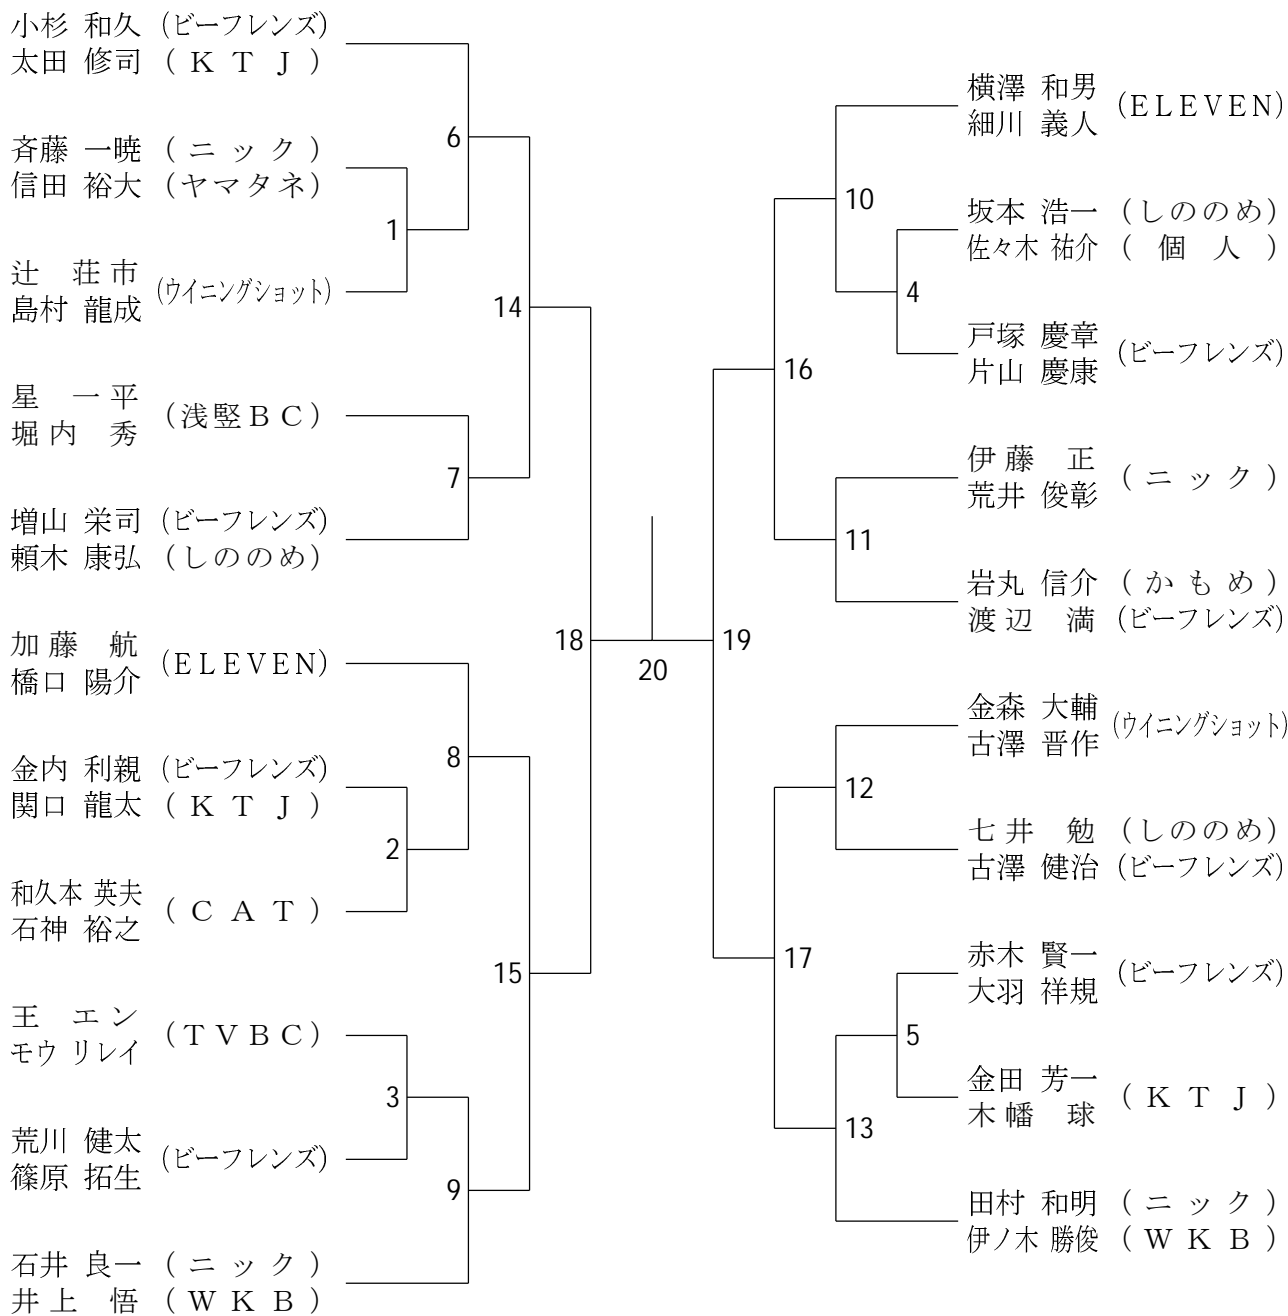 小杉 和久 (ビーフレンズ)
太田 修司 (ＫＴＪ)
6
斉藤 一暁 (ニック)
信田 裕大 (ヤマタネ)
1
辻 荘市
島村 龍成
(ウイニングショット)
14
星 一平
堀内 秀
(浅竪ＢＣ)
7
増山 栄司 (ビーフレンズ)
頼木 康弘 (しののめ)
18
加藤 航
橋口 陽介
(ELEVEN)
8
金内 利親 (ビーフレンズ)
関口 龍太 (ＫＴＪ)
2
和久本 英夫
石神 裕之
(ＣＡＴ)
15
王 エン
モウ リレイ
(ＴＶＢＣ)
3
荒川 健太
篠原 拓生
(ビーフレンズ)
9
石井 良一 (ニック)
井上 悟 (ＷＫＢ)
20
横澤 和男
細川 義人
(ELEVEN)
10
坂本 浩一 (しののめ)
佐々木 祐介 (個人)
4
戸塚 慶章
片山 慶康
(ビーフレンズ)
16
伊藤 正
荒井 俊彰
(ニック)
11
岩丸 信介 (かもめ)
渡辺 満 (ビーフレンズ)
19
金森 大輔
古澤 晋作
(ウイニングショット)
12
七井 勉 (しののめ)
古澤 健治 (ビーフレンズ)
17
赤木 賢一
大羽 祥規
(ビーフレンズ)
5
金田 芳一
木幡 球
(ＫＴＪ)
13
田村 和明 (ニック)
伊ノ木 勝俊 (ＷＫＢ)